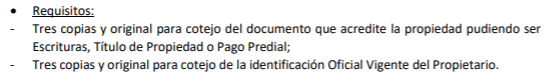 • Requisitos:
- Tres copias y original para cotejo del documento que acredite la propiedad pudiendo ser
Escrituras, Título de Propiedad o Pago Predial;
- Tres copias y original para cotejo de la identificación Oficial Vigente del Propietario.